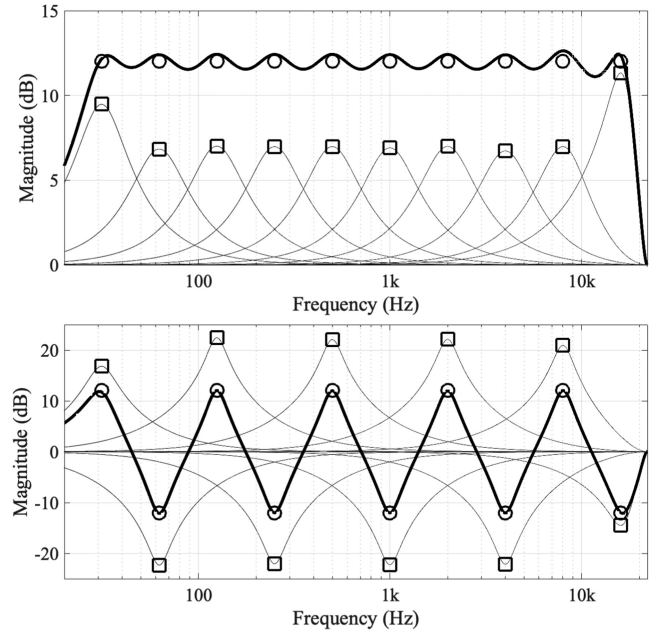 15
10
5
0
Magnitude (dB)
100
1k
10k
Frequency (Hz)
20
10
0
-10
-20
Magnitude (dB)
100
1k
10k
Frequency (Hz)